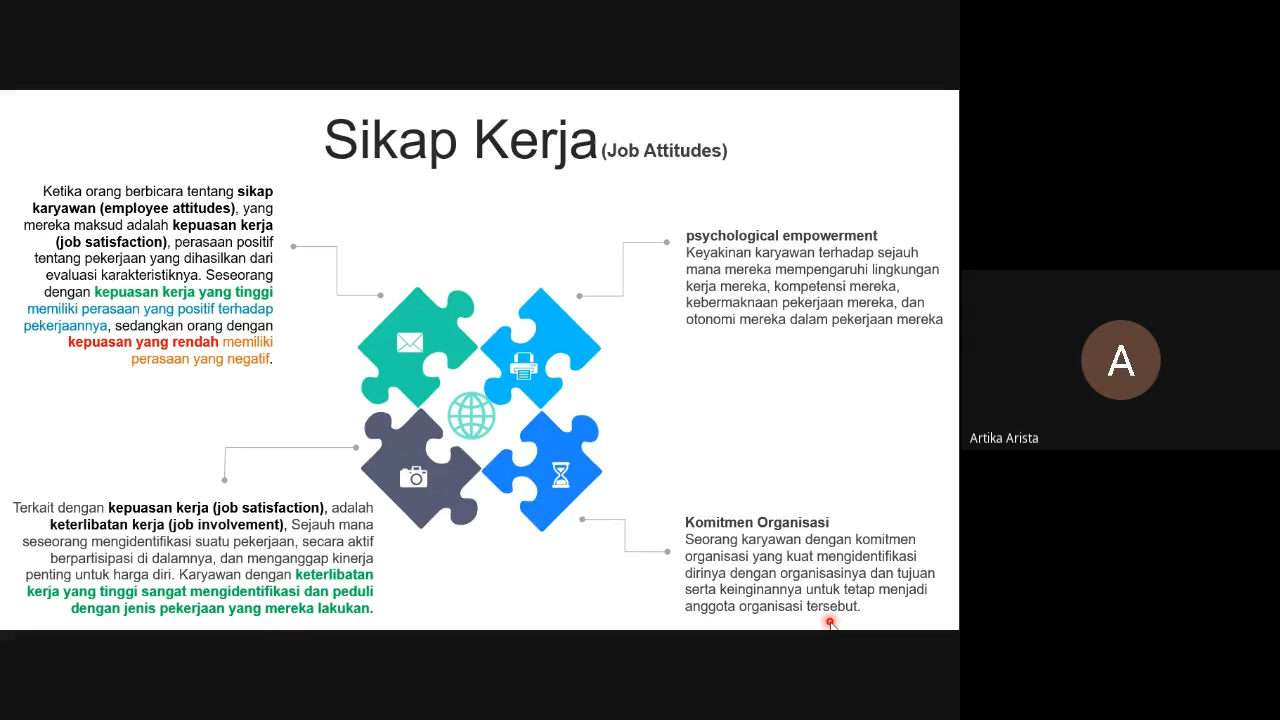 Sikap Kerja (Job Attitudes)
Ketika orang berbicara tentang sikap
karyawan (employee attitudes), yang
mereka maksud adalah kepuasan kerja
(job satisfaction), perasaan positif
tentang pekerjaan yang dihasilkan dari
evaluasi karakteristiknya. Seseorang
dengan kepuasan kerja yang tinggi
memiliki perasaan yang positif terhadap
pekerjaannya, sedangkan orang dengan
kepuasan yang rendah memiliki
perasaan yang negatif.
psychological empowerment
Keyakinan karyawan terhadap sejauh
mana mereka mempengaruhi lingkungan
kerja mereka, kompetensi mereka,
kebermaknaan pekerjaan mereka, dan
otonomi mereka dalam pekerjaan mereka
Terkait dengan kepuasan kerja (job satisfaction), adalah
keterlibatan kerja (job involvement), Sejauh mana
seseorang mengidentifikasi suatu pekerjaan, secara aktif
berpartisipasi di dalamnya, dan menganggap kinerja
penting untuk harga diri. Karyawan dengan keterlibatan
kerja yang tinggi sangat mengidentifikasi dan peduli
dengan jenis pekerjaan yang mereka lakukan.
Komitmen Organisasi
Seorang karyawan dengan komitmen
organisasi yang kuat mengidentifikasi
dirinya dengan organisasinya dan tujuan
serta keinginannya untuk tetap menjadi
anggota organisasi tersebut.
A
Artika Arista